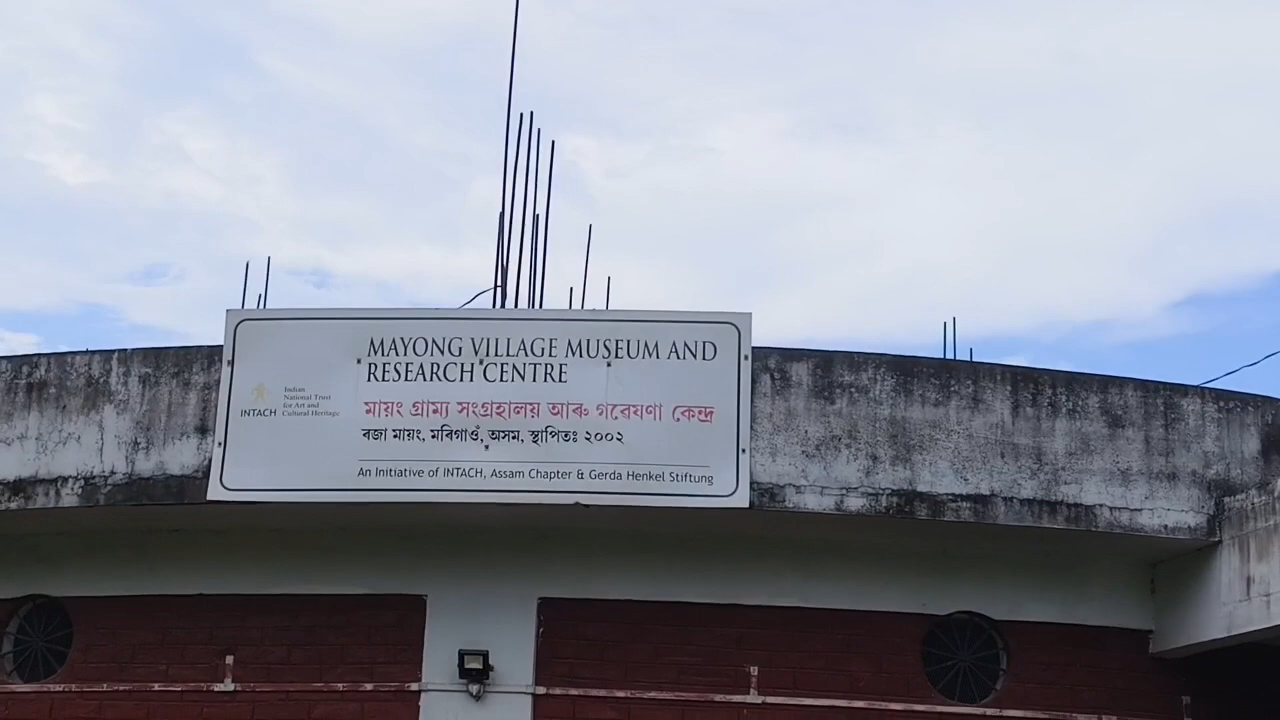 MAYONG VILLAGE MUSEUM AND
RESEARCH CENTRE
মায়ং গ্ৰাম্য সংগ্ৰহালয় আৰু গৱেষণা কেন্দ্ৰ
ৰজা মায়ং, মৰিগাওঁ, অসম, স্থাপিতঃ ২০০২
An Initiative of INTACH, Assam Chapter & Gerda Henkel Stiftung
INTACH
Indian
National Trust
for Art and
Cultural Heritage